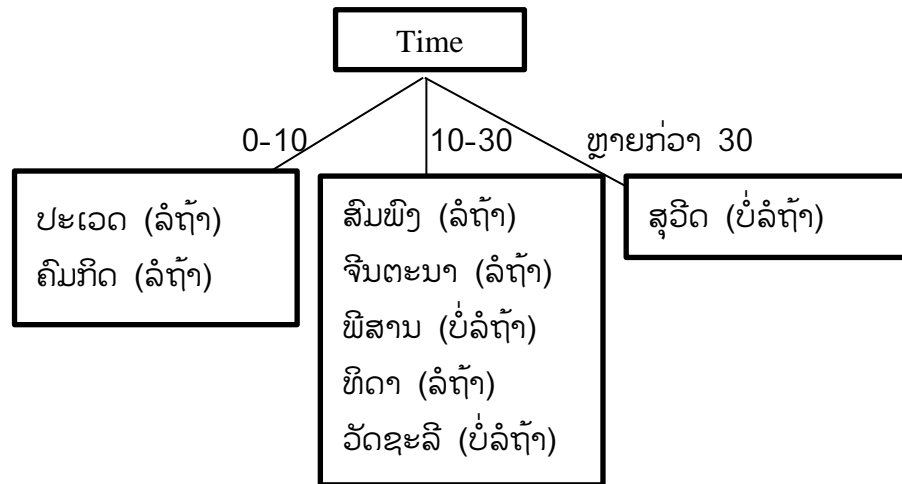 Time
0-10
10-30
ຫຼາຍກ່ວາ 30
ປະເວດ (ລໍຖ້າ)
ຄົມກິດ (ລໍຖ້າ)
ສົມພົງ (ລໍຖ້າ)
ຈີນຕະນາ (ລໍຖ້າ)
ພີສານ (ບໍ່ລໍຖ້າ)
ທິດາ (ລໍຖ້າ)
ວັດຊະລີ (ບໍ່ລໍຖ້າ)
ສຸວີດ (ບໍ່ລໍຖ້າ)